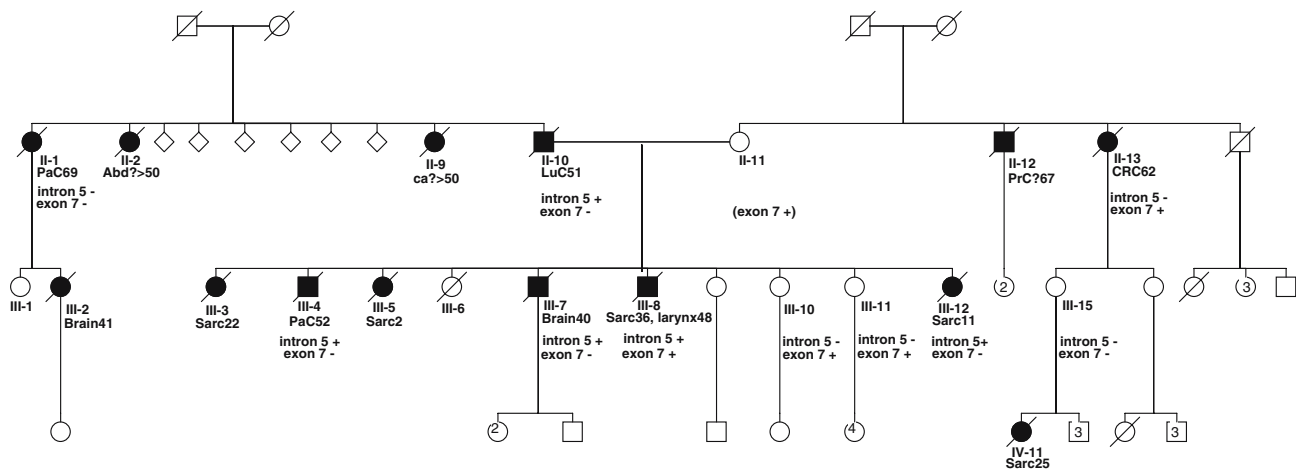 II-1
PaC69
intron 5 -
exon 7 -
II-2
Abd?>50
II-9
ca?>50
II-10
LuC51
intron 5 +
exon 7 -
II-11
(exon 7 +)
II-12
PrC?67
II-13
CRC62
intron 5 -
exon 7 +
III-1
III-2
Brain41
III-3
Sarc22
III-4
PaC52
intron 5 +
exon 7 -
III-5
Sarc2
III-6
III-7
Brain40
intron 5 +
exon 7 -
III-8
Sarc36, larynx48
intron 5 +
exon 7 +
III-10
intron 5 -
exon 7 +
III-11
intron 5 -
exon 7 +
III-12
Sarc11
intron 5+
exon 7 -
2
III-15
intron 5 -
exon 7 -
3
2
4
IV-11
Sarc25
3
3